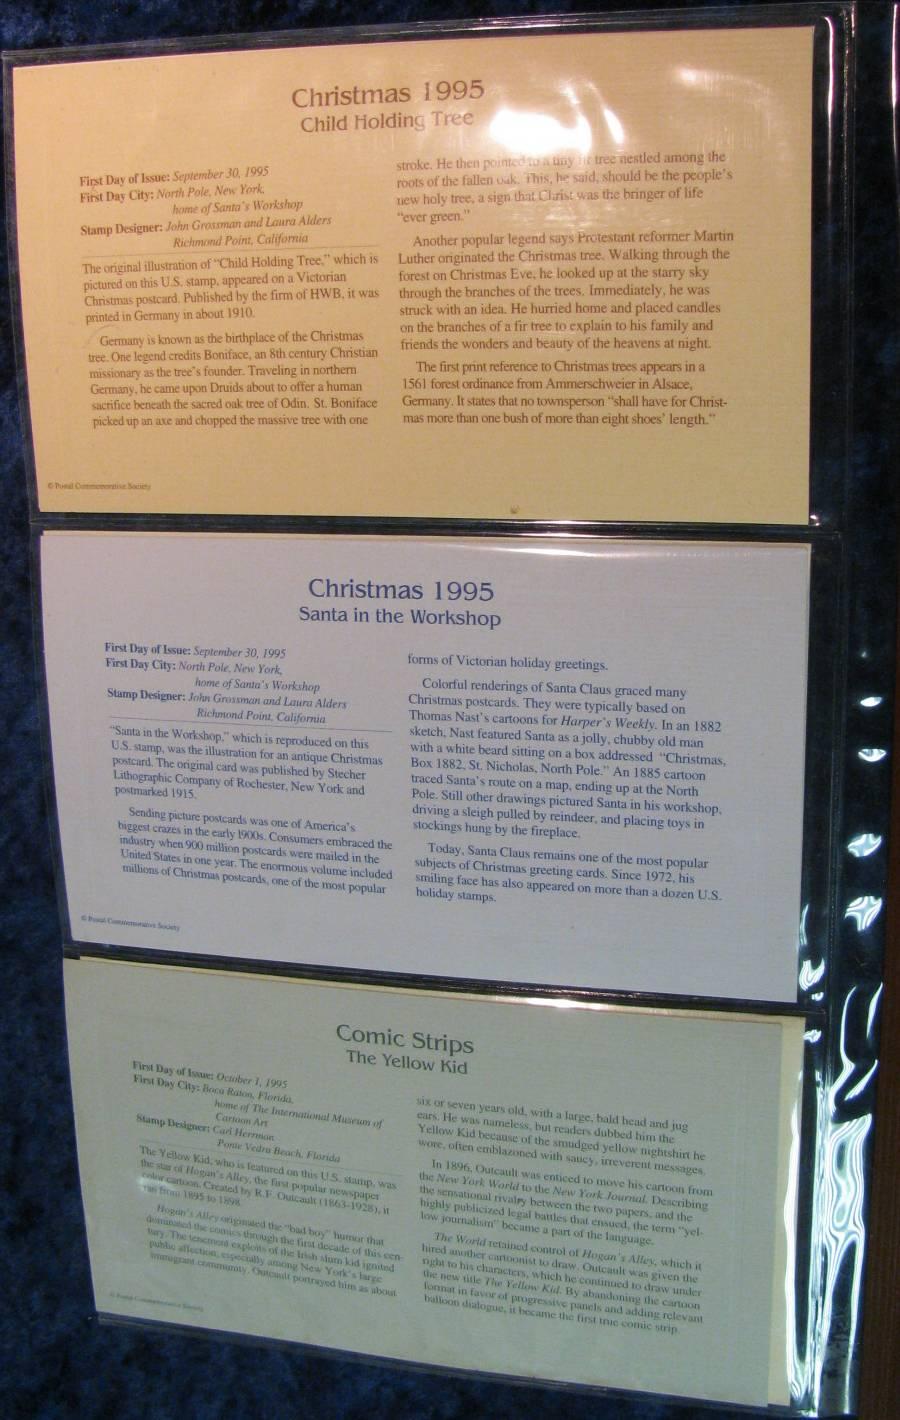 Christmas 1995
Child Holding Tree
First Day of Issue: September 30, 1995
First Day City: North Pole, New York,
home of Santa's Workshop
Stamp Designer: John Grossman and Laura Alders
Richmond Point, California
The original illustration of "Child Holding Tree," which is
pictured on this U.S. stamp, appeared on a Victorian
Christmas postcard. Published by the firm of HWB, it was
printed in Germany in about 1910.
Germany is known as the birthplace of the Christmas
tree. One legend credits Boniface, an 8th century Christian
missionary as the tree's founder. Traveling in northern
Germany, he came upon Druids about to offer a human
sacrifice beneath the sacred oak tree of Odin. St. Boniface
picked up an axe and chopped the massive tree with one
stroke. He then pointed to a tiny fir tree nestled among the
roots of the fallen oak. This, he said, should be the people's
new holy tree, a sign that Christ was the bringer of life
"ever green."
Another popular legend says Protestant reformer Martin
Luther originated the Christmas tree. Walking through the
forest on Christmas Eve, he looked up at the starry sky
through the branches of the trees. Immediately, he was
struck with an idea. He hurried home and placed candles
on the branches of a fir tree to explain to his family and
friends the wonders and beauty of the heavens at night.
The first print reference to Christmas trees appears in a
1561 forest ordinance from Ammerschweier in Alsace,
Germany. It states that no townsperson "shall have for Christ-
mas more than one bush of more than eight shoes' length."
© Postal Commemorative Society
Christmas 1995
Santa in the Workshop
First Day of Issue: September 30, 1995
First Day City: North Pole, New York,
home of Santa's Workshop
Stamp Designer: John Grossman and Laura Alders
Richmond Point, California
"Santa in the Workshop," which is reproduced on this
U.S. stamp, was the illustration for an antique Christmas
postcard. The original card was published by Stecher
Lithographic Company of Rochester, New York and
postmarked 1915.
Sending picture postcards was one of America's
biggest crazes in the early 1900s. Consumers embraced the
industry when 900 million postcards were mailed in the
United States in one year. The enormous volume included
millions of Christmas postcards, one of the most popular
forms of Victorian holiday greetings.
Colorful renderings of Santa Claus graced many
Christmas postcards. They were typically based on
Thomas Nast's cartoons for Harper's Weekly. In an 1882
sketch, Nast featured Santa as a jolly, chubby old man
with a white beard sitting on a box addressed "Christmas,
Box 1882, St. Nicholas, North Pole." An 1885 cartoon
traced Santa's route on a map, ending up at the North
Pole. Still other drawings pictured Santa in his workshop,
driving a sleigh pulled by reindeer, and placing toys in
stockings hung by the fireplace.
Today, Santa Claus remains one of the most popular
subjects of Christmas greeting cards. Since 1972, his
smiling face has also appeared on more than a dozen U.S.
holiday stamps.
© Postal Commemorative Society
Comic Strips
The Yellow Kid
First Day of Issue: October 1, 1995
First Day City: Boca Raton, Florida,
home of The International Museum of
Cartoon Art
Stamp Designer: Carl Herrman
Ponte Vedra Beach, Florida
The Yellow Kid, who is featured on this U.S. stamp, was
the star of Hogan's Alley, the first popular newspaper
color cartoon. Created by R.F. Outcault (1863-1928), it
ran from 1895 to 1898.
Hogan's Alley originated the "bad boy" humor that
dominated the comics through the first decade of this cen-
tury. The tenement exploits of the Irish slum kid ignited
public affection, especially among New York's large
immigrant community. Outcault portrayed him as about
six or seven years old, with a large, bald head and jug
ears. He was nameless, but readers dubbed him the
Yellow Kid because of the smudged yellow nightshirt he
wore, often emblazoned with saucy, irreverent messages.
In 1896, Outcault was enticed to move his cartoon from
the New York World to the New York Journal. Describing
the sensational rivalry between the two papers, and the
highly publicized legal battles that ensued, the term "yel-
low journalism" became a part of the language.
The World retained control of Hogan's Alley, which it
hired another cartoonist to draw. Outcault was given the
right to his characters, which he continued to draw under
the new title The Yellow Kid. By abandoning the cartoon
format in favor of progressive panels and adding relevant
balloon dialogue, it became the first true comic strip.
© Postal Commemorative Society